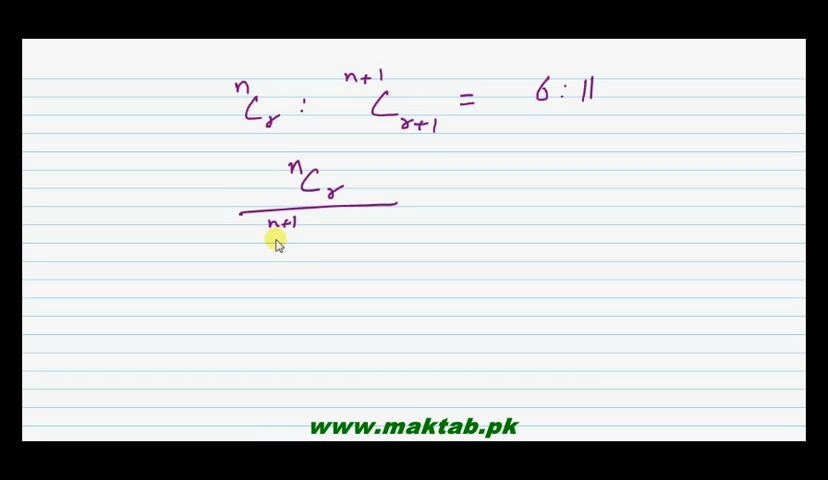 ⁿCᵣ : ⁿ⁺¹Cᵣ₊₁ = 6 : 11
ⁿCᵣ
n+1
www.maktab.pk